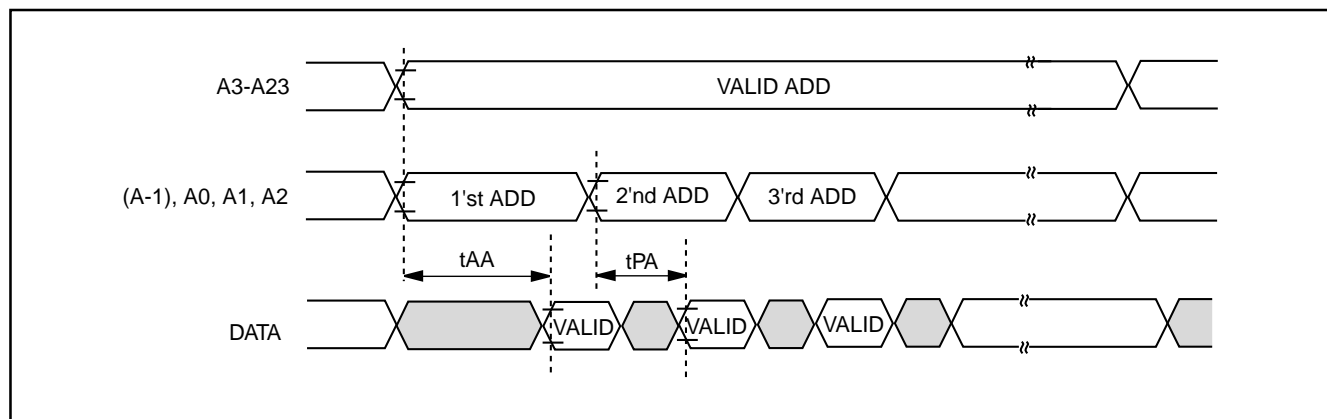 A3-A23
VALID ADD
(A-1), A0, A1, A2
1'st ADD
2'nd ADD
3'rd ADD
tAA
tPA
DATA
VALID
VALID
VALID